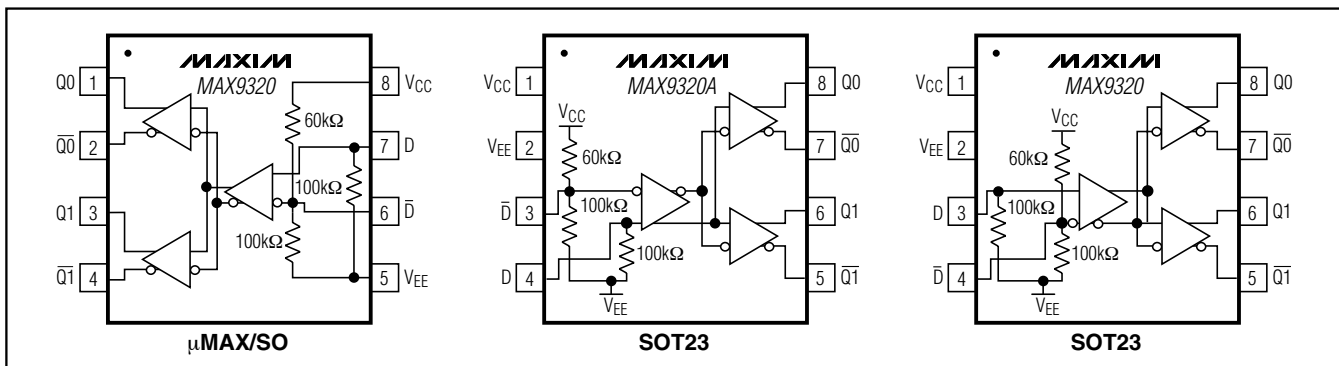 MAXIM
MAX9320
Q0 1
Q̅0̅ 2
Q1 3
Q̅1̅ 4
8 VCC
7 D
6 D̅
5 VEE
60kΩ
100kΩ
100kΩ
μMAX/SO
MAXIM
MAX9320A
VCC 1
VEE 2
D̅ 3
D 4
8 Q0
7 Q̅0̅
6 Q1
5 Q̅1̅
VCC
60kΩ
100kΩ
100kΩ
VEE
SOT23
MAXIM
MAX9320
VCC 1
VEE 2
D 3
D̅ 4
8 Q0
7 Q̅0̅
6 Q1
5 Q̅1̅
VCC
60kΩ
100kΩ
100kΩ
VEE
SOT23